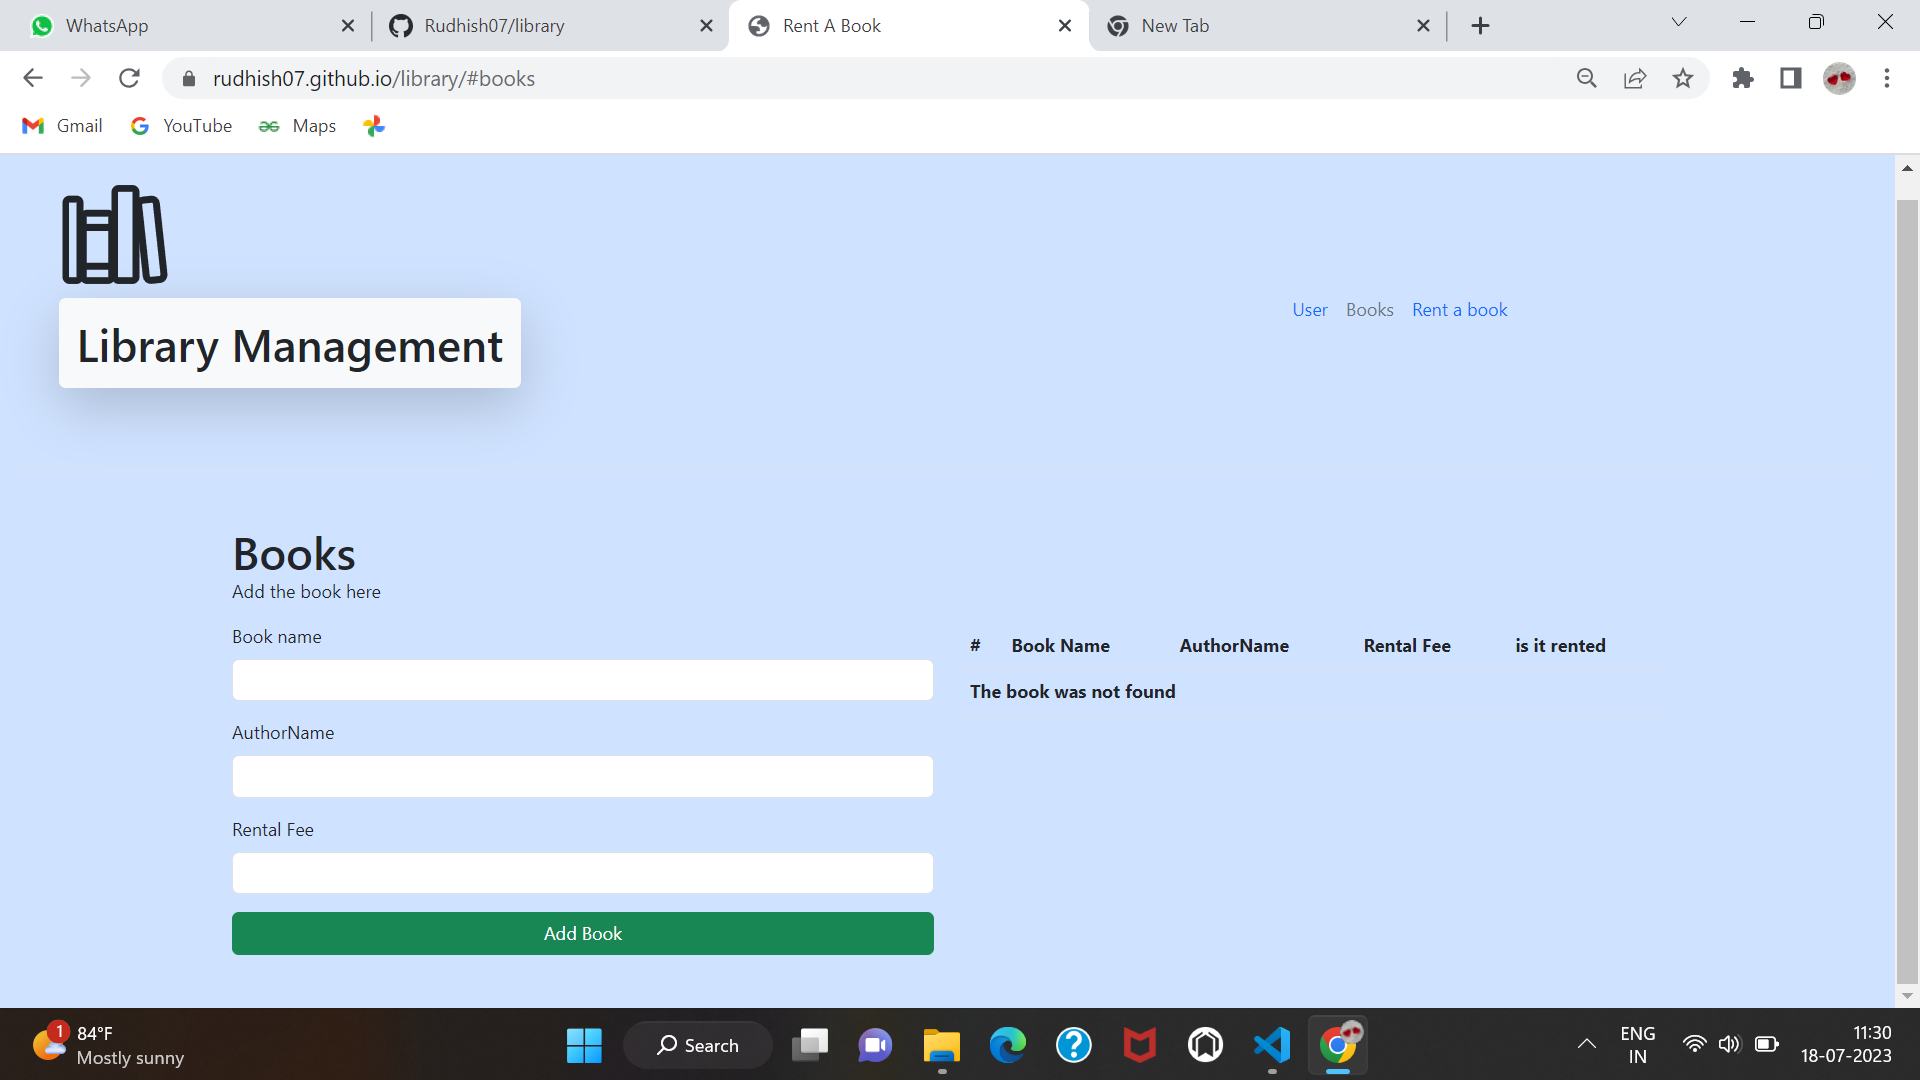 WhatsApp
Rudhish07/library
Rent A Book
New Tab
rudhish07.github.io/library/#books
Gmail
YouTube
Maps
Library Management
User
Books
Rent a book
Books
Add the book here
Book name
AuthorName
Rental Fee
Add Book
# Book Name AuthorName Rental Fee is it rented
The book was not found
1
84°F
Mostly sunny
Search
ENG
IN
11:30
18-07-2023